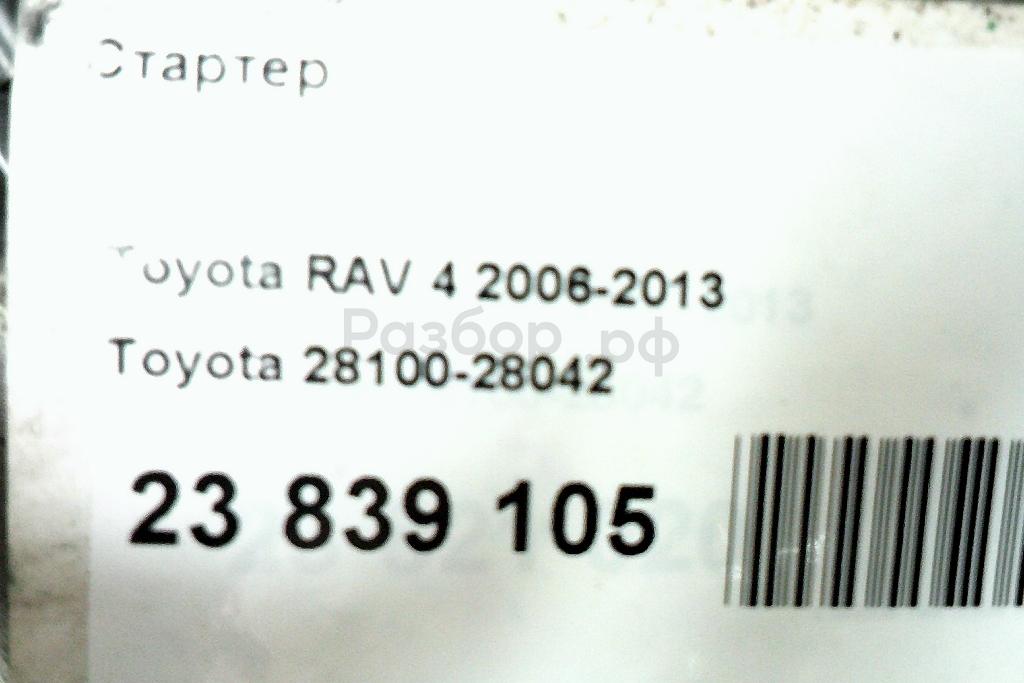 Стартер
Toyota RAV 4 2006-2013
Разбор.рф
Toyota 28100-28042
23 839 105